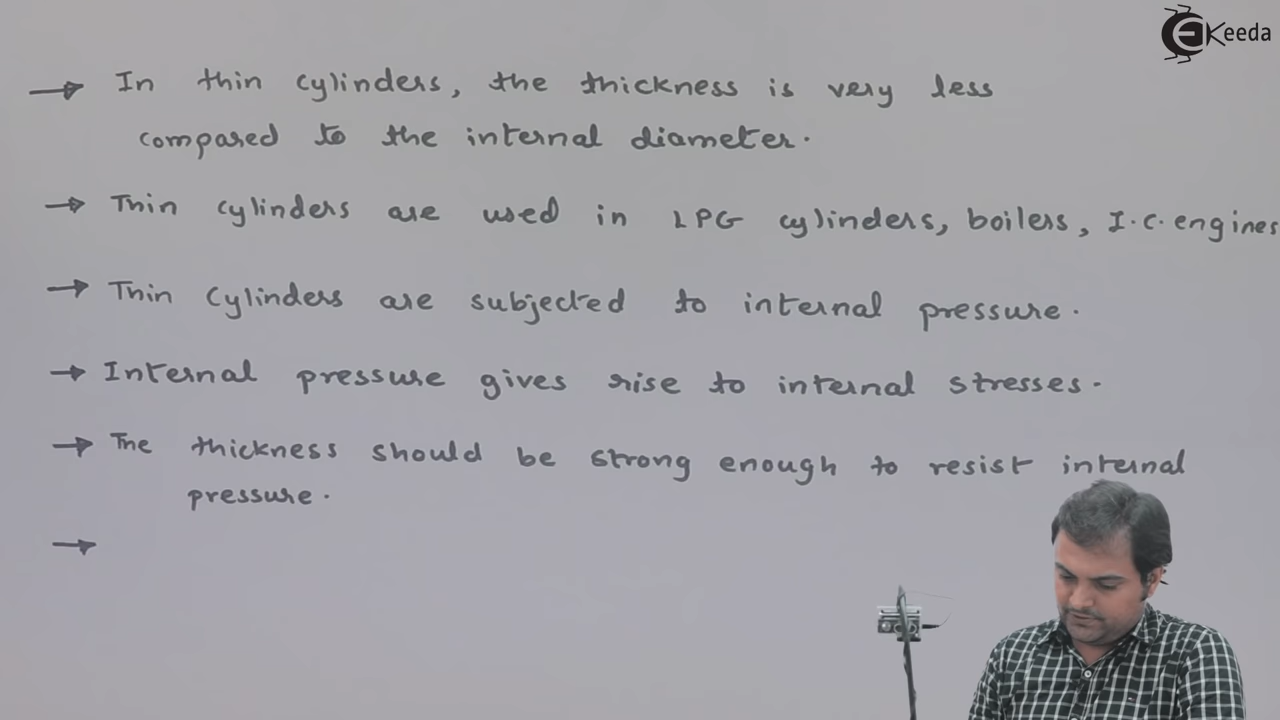 EKeeda
→ In thin cylinders, the thickness is very less
compared to the internal diameter.
→ Thin cylinders are used in LPG cylinders, boilers, I.C. engines
→ Thin cylinders are subjected to internal pressure.
→ Internal pressure gives rise to internal stresses.
→ The thickness should be strong enough to resist internal
pressure.
→